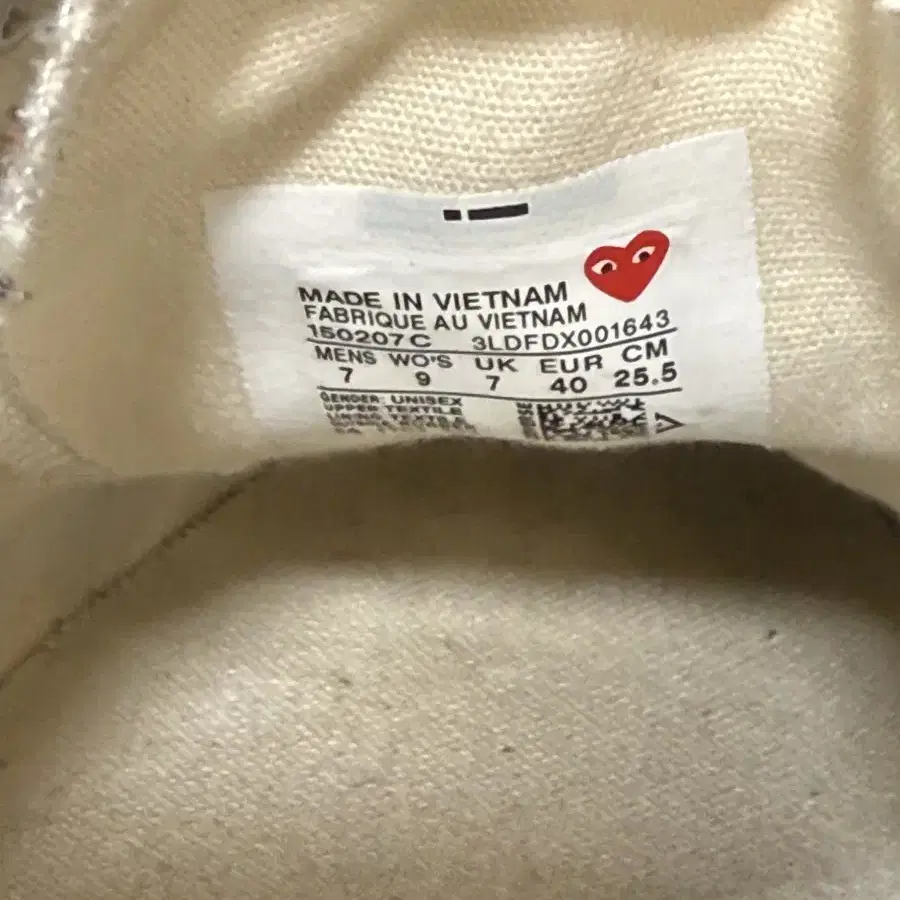 MADE IN VIETNAM
FABRIQUE AU VIETNAM
150207C 3LDFDX001643
MENS WO'S UK EUR CM
7 9 7 40 25.5
GENDER: UNISEX
UPPER TEXTILE